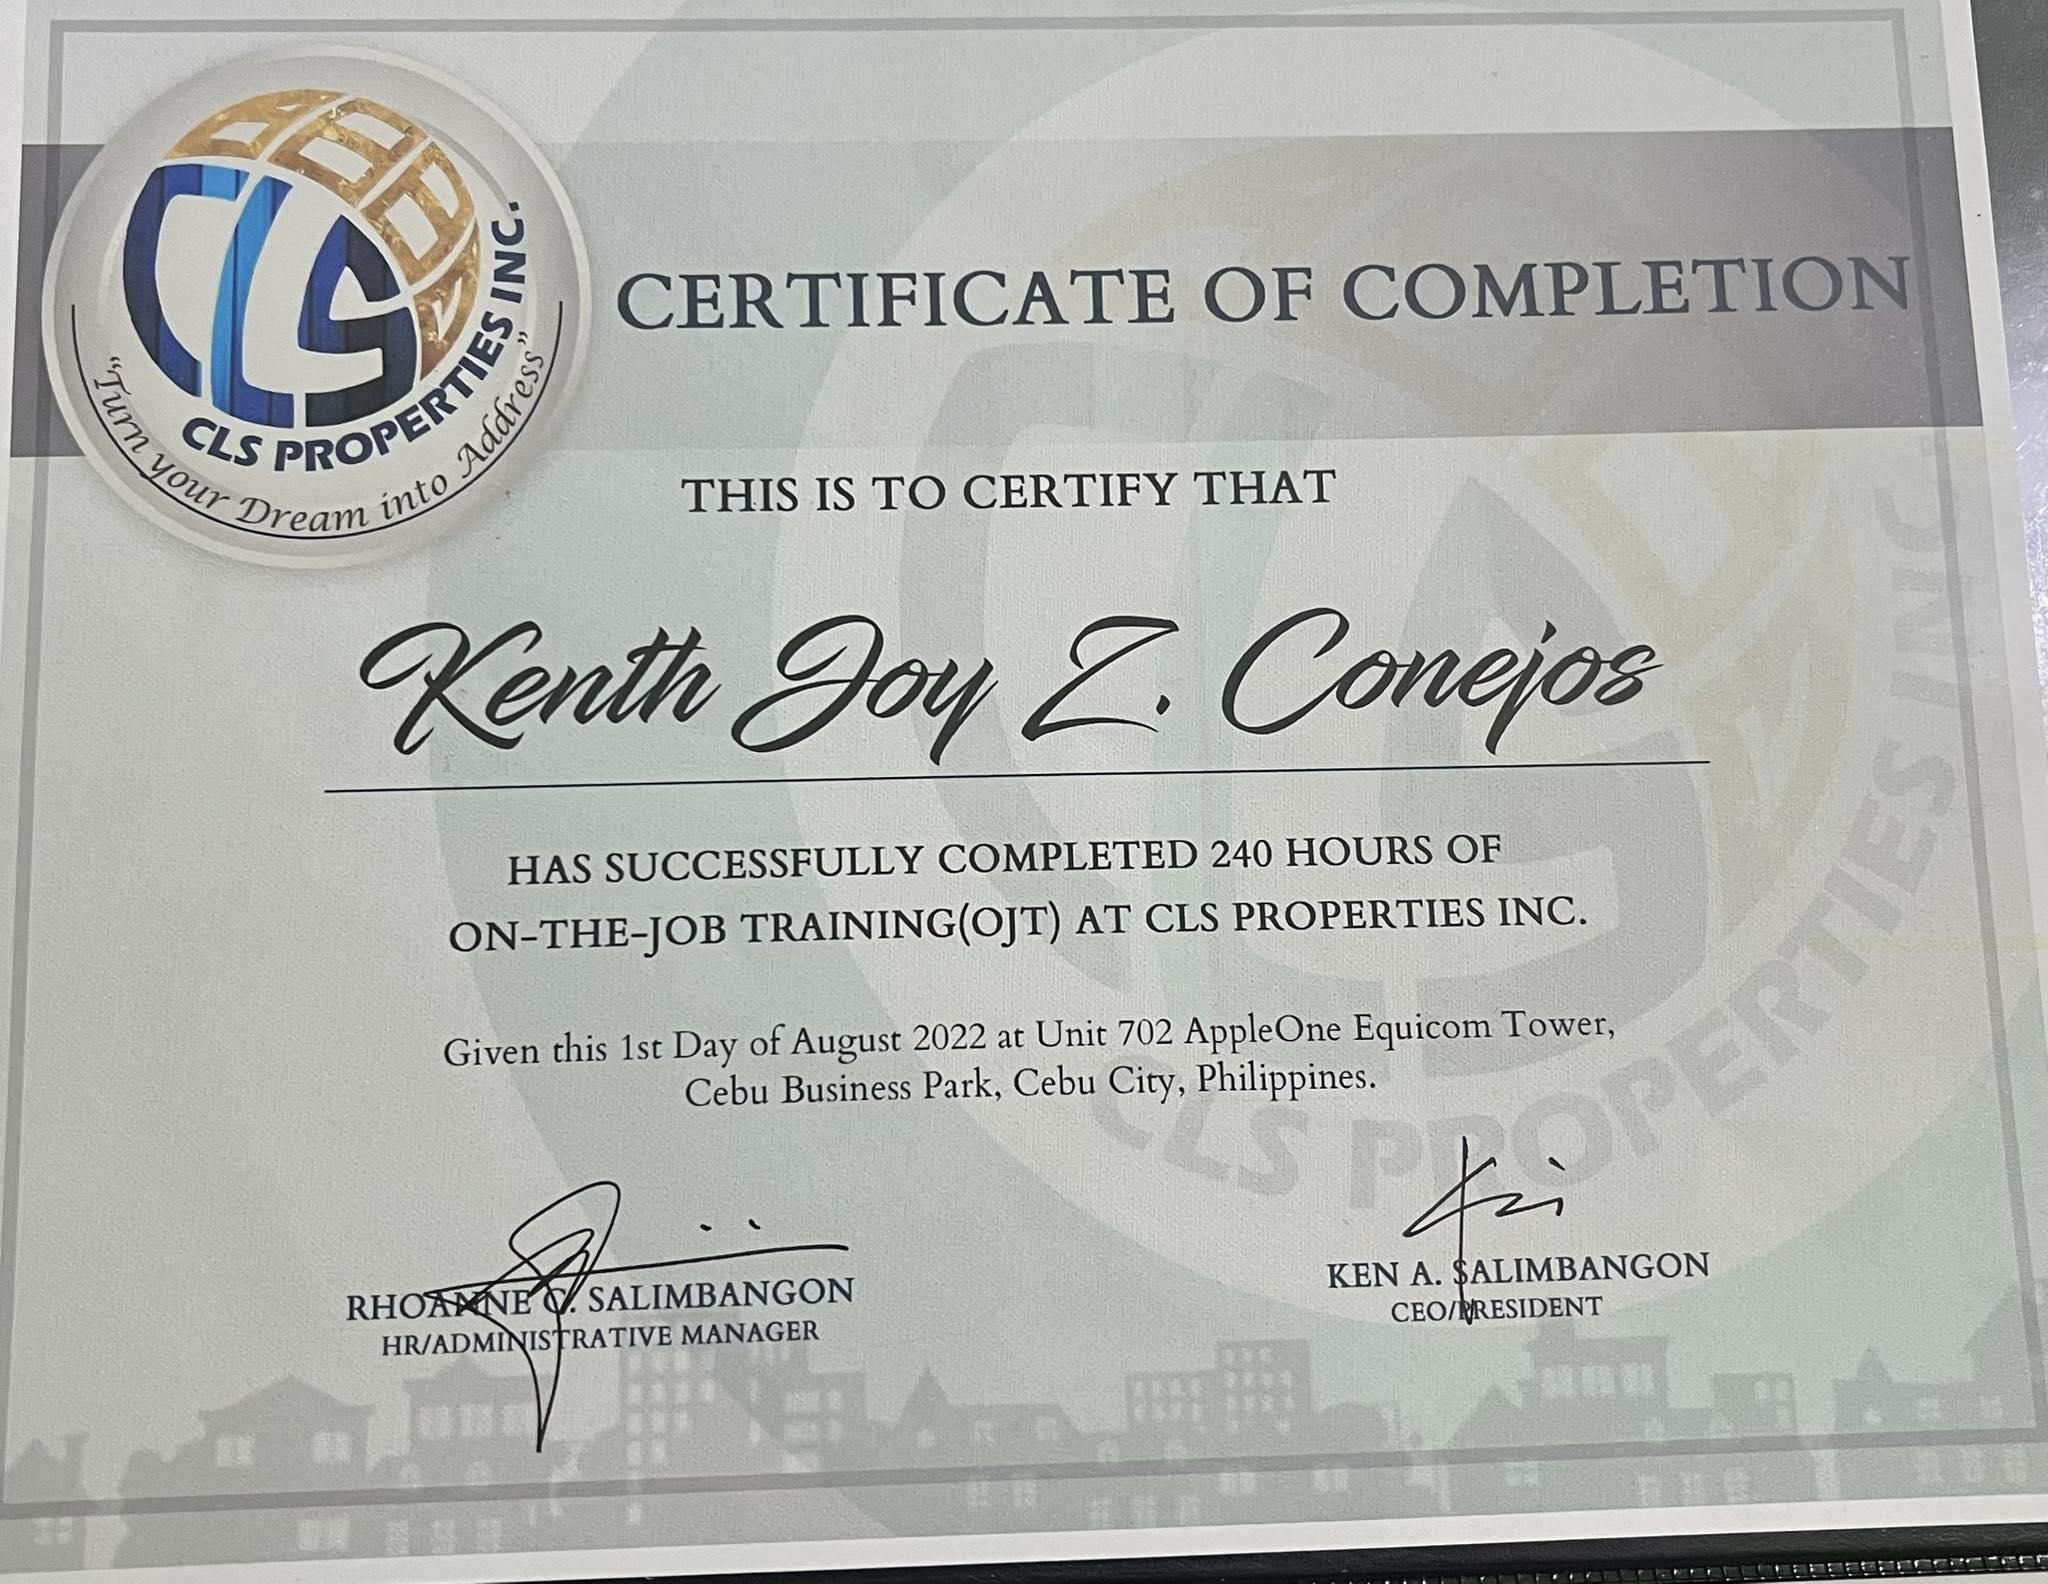 CLS PROPERTIES INC.
"Turn your Dream into Address"
CERTIFICATE OF COMPLETION
THIS IS TO CERTIFY THAT
Kenth Joy Z. Conejos
HAS SUCCESSFULLY COMPLETED 240 HOURS OF
ON-THE-JOB TRAINING(OJT) AT CLS PROPERTIES INC.
Given this 1st Day of August 2022 at Unit 702 AppleOne Equicom Tower,
Cebu Business Park, Cebu City, Philippines.
RHOANNE C. SALIMBANGON
HR/ADMINISTRATIVE MANAGER
KEN A. SALIMBANGON
CEO/PRESIDENT
CLS PROPERTIES INC